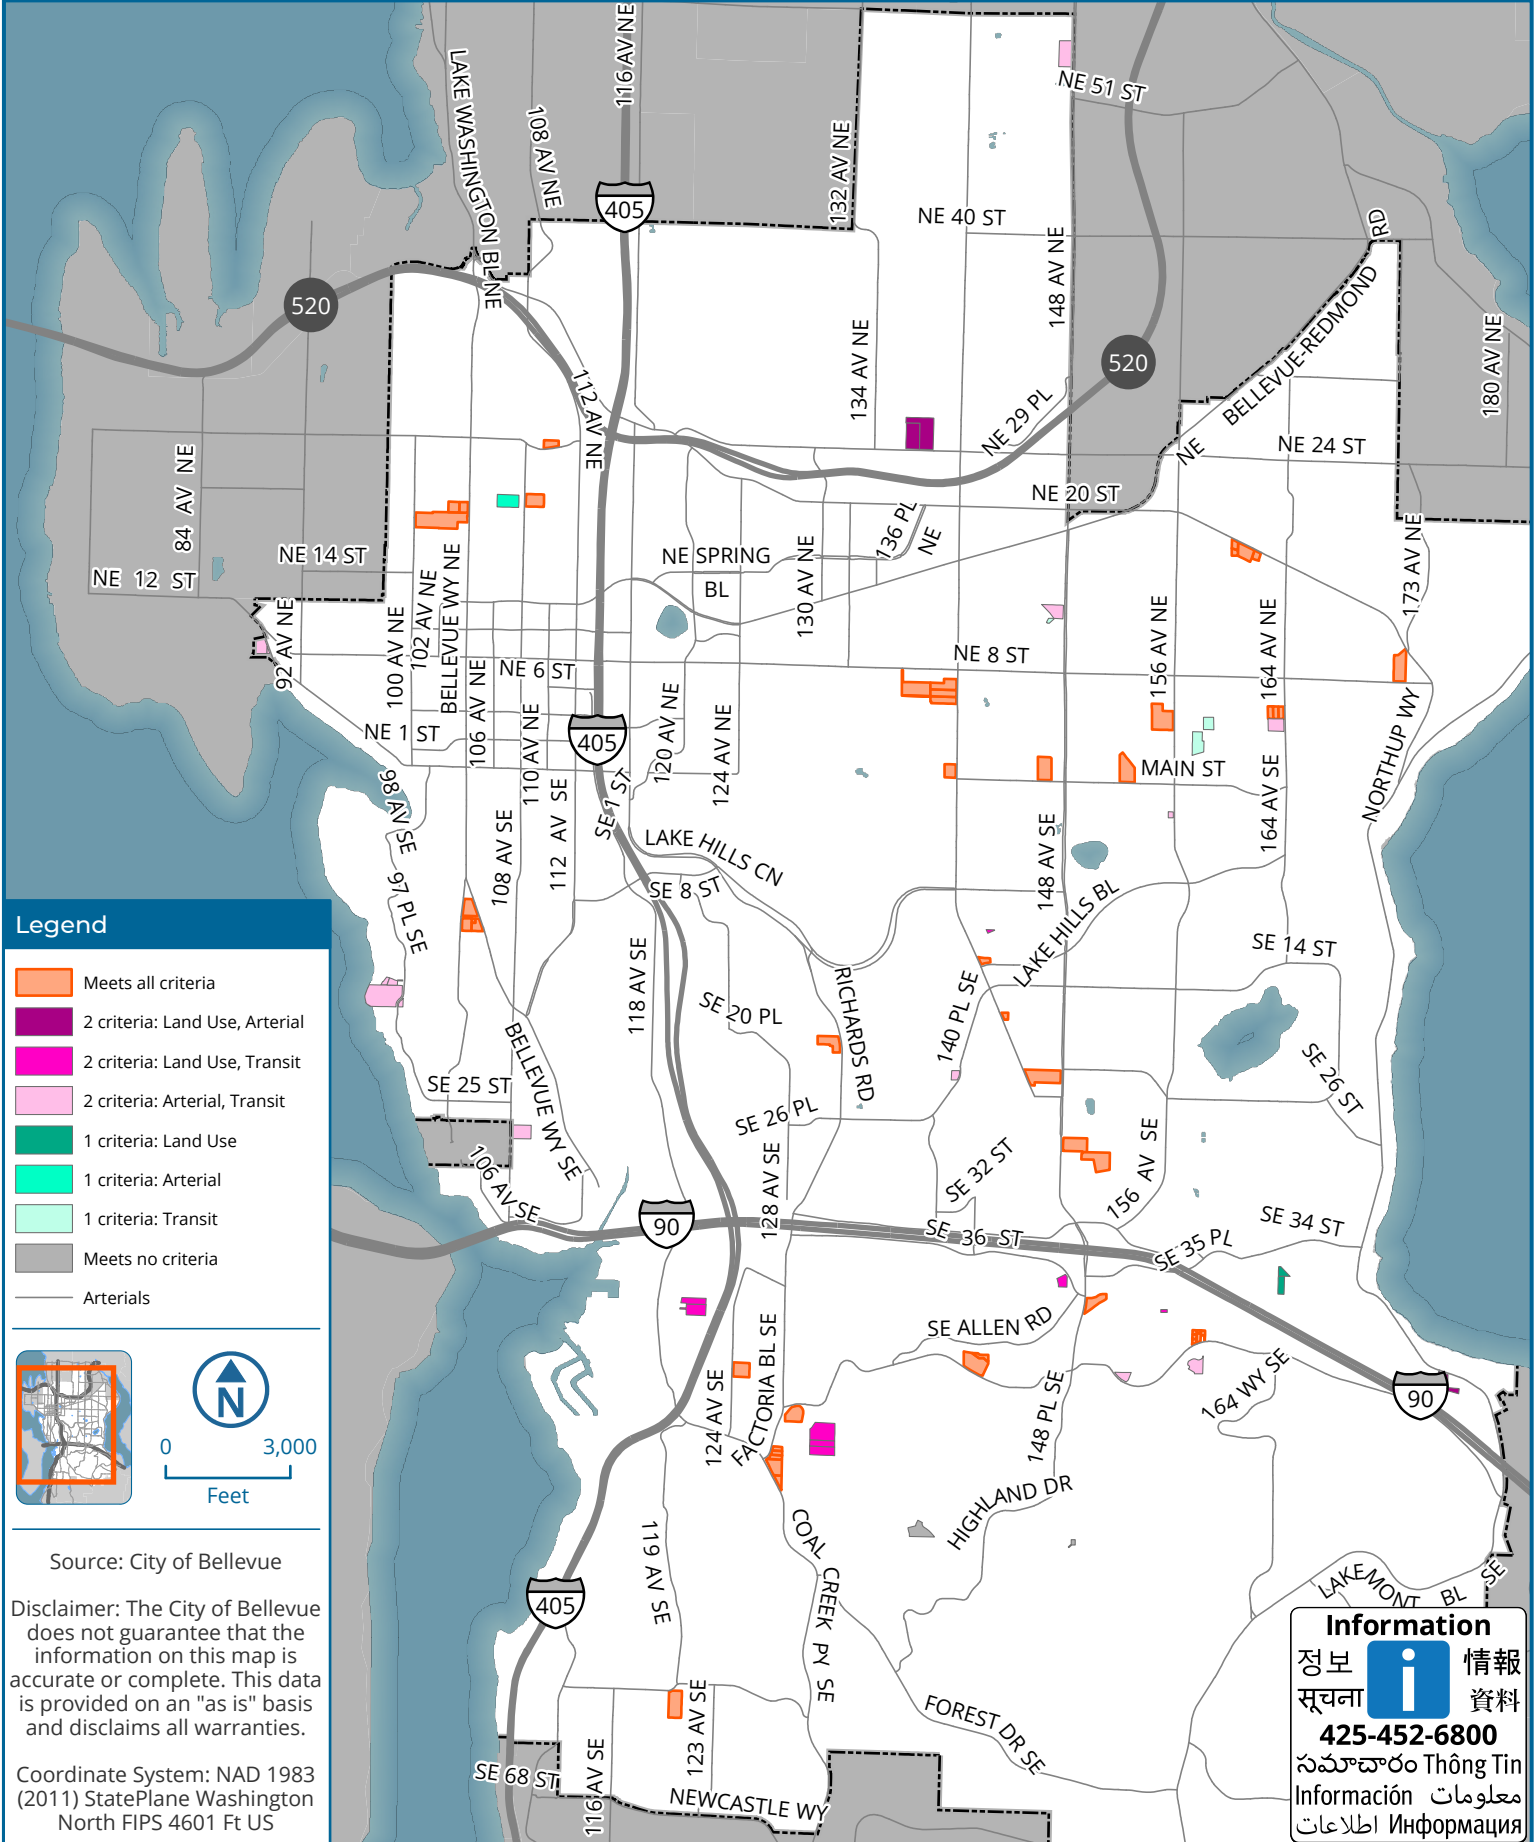 116 AV NE
LAKE WASHINGTON BL NE
108 AV NE
NE 51 ST
132 AV NE
405
NE 40 ST
148 NE AV
RD
520
BELLEVUE-REDMOND
NE
180 AV NE
134 AV NE
520
112 AV NE
NE 29 PL
NE 24 ST
84 AV NE
NE 20 ST
136 PL NE
NE 14 ST
NE SPRING BL
NE 12 ST
130 AV NE
173 AV NE
92 AV NE
100 AV NE
102 AV NE
BELLEVUE WY NE
156 AV NE
164 AV NE
NE 6 ST
NE 8 ST
106 AV NE
110 AV NE
NE 1 ST
405
120 AV NE
124 AV NE
NORTHUP WY
MAIN ST
98 AV SE
SE 1 ST
112 AV SE
108 AV SE
LAKE HILLS CN
148 AV SE
164 AV SE
SE 8 ST
97 PL SE
LAKE HILLS BL
SE 14 ST
118 AV SE
SE 20 PL
RICHARDS RD
140 PL SE
BELLEVUE WY SE
SE 25 ST
SE 26 PL
SE 26 ST
106 AV SE
128 AV SE
SE 32 ST
156 AV SE
90
SE 36 ST
SE 35 PL
SE 34 ST
FACTORIA BL SE
SE ALLEN RD
124 AV SE
148 PL SE
164 WY SE
90
HIGHLAND DR
119 AV SE
COAL CREEK PY SE
LAKEMONT BL SE
405
123 AV SE
FOREST DR SE
116 AV SE
SE 68 ST
NEWCASTLE WY
Legend
Meets all criteria
2 criteria: Land Use, Arterial
2 criteria: Land Use, Transit
2 criteria: Arterial, Transit
1 criteria: Land Use
1 criteria: Arterial
1 criteria: Transit
Meets no criteria
Arterials
N
0 3,000
Feet
Source: City of Bellevue
Disclaimer: The City of Bellevue
does not guarantee that the
information on this map is
accurate or complete. This data
is provided on an "as is" basis
and disclaims all warranties.
Coordinate System: NAD 1983
(2011) StatePlane Washington
North FIPS 4601 Ft US
Information
정보 i 情報
सूचना 資料
425-452-6800
సమాచారం Thông Tin
Información معلومات
اطلاعات Информация